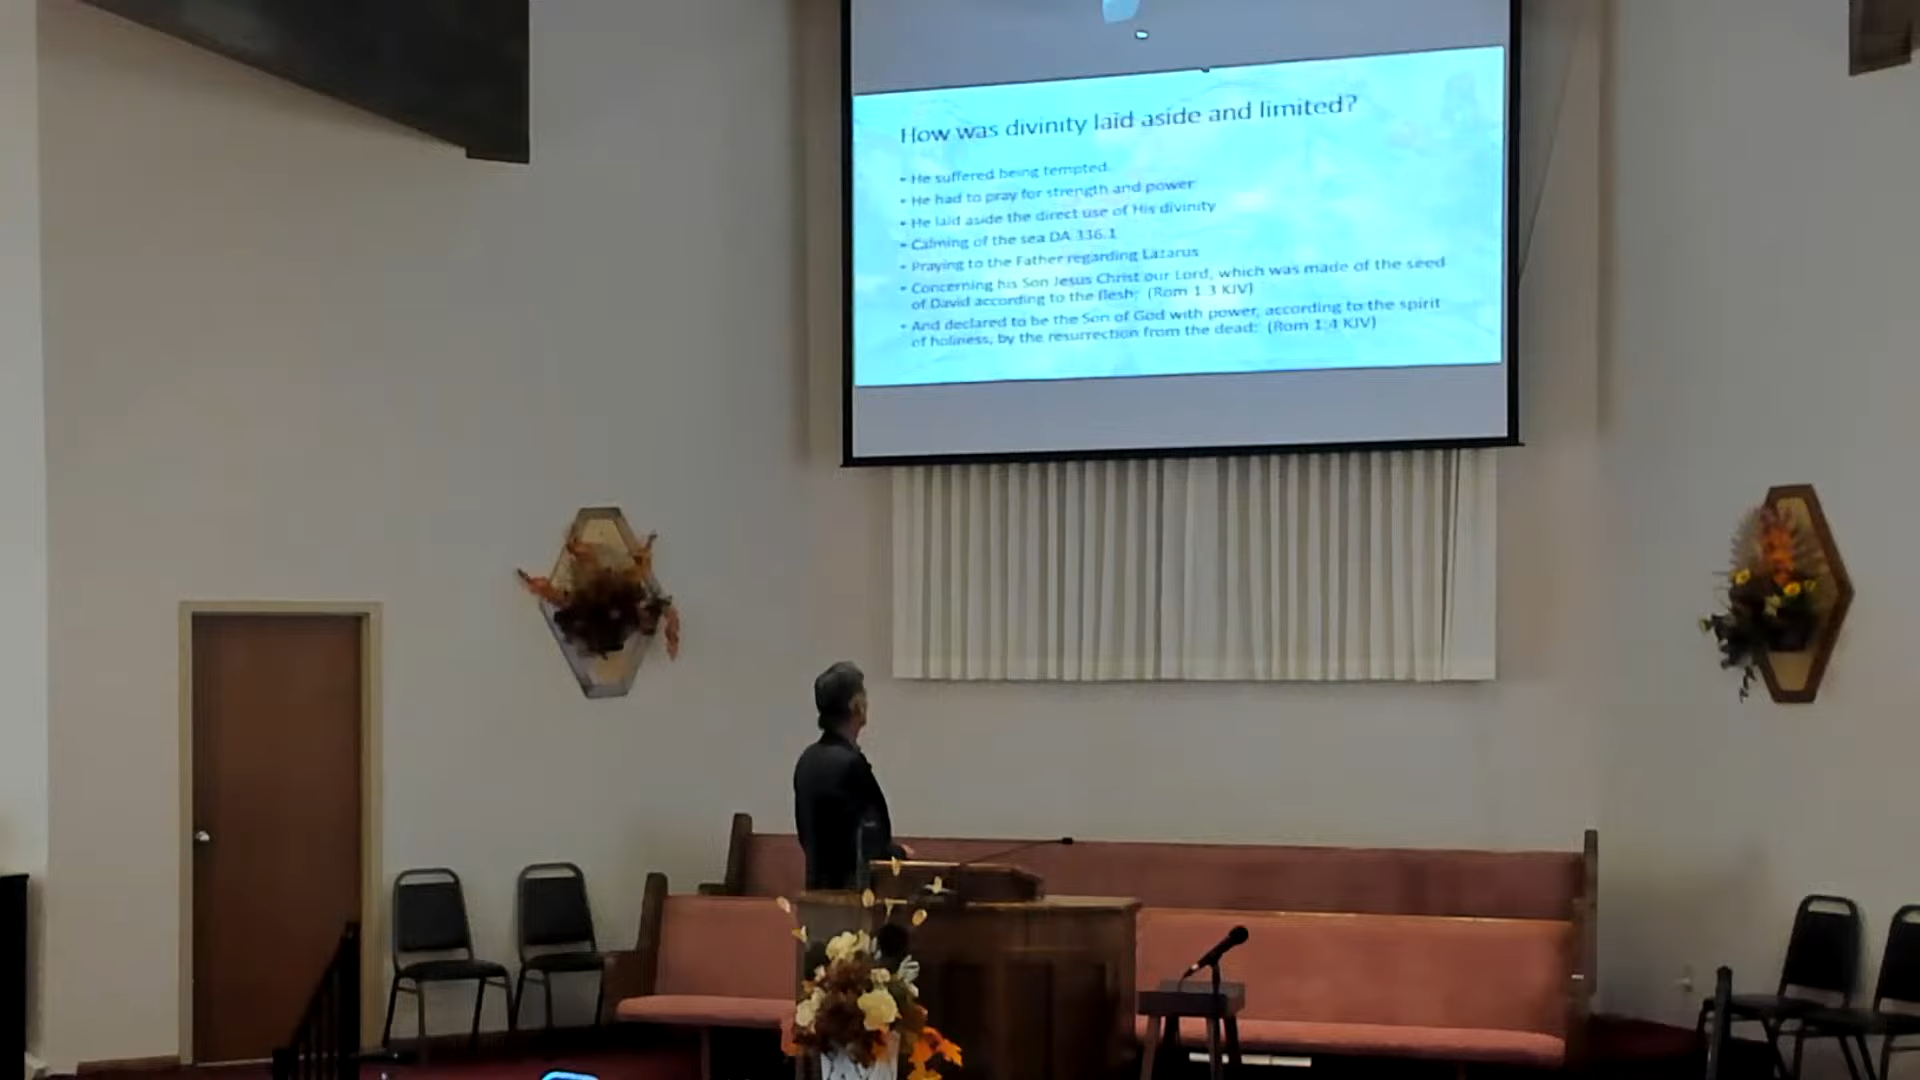 How was divinity laid aside and limited?
• He suffered being tempted.
• He had to pray for strength and power
• He laid aside the direct use of His divinity
• Calming of the sea DA 336.1
• Praying to the Father regarding Lazarus
• Concerning his Son Jesus Christ our Lord, which was made of the seed
of David according to the flesh; (Rom 1:3 KJV)
• And declared to be the Son of God with power, according to the spirit
of holiness, by the resurrection from the dead: (Rom 1:4 KJV)